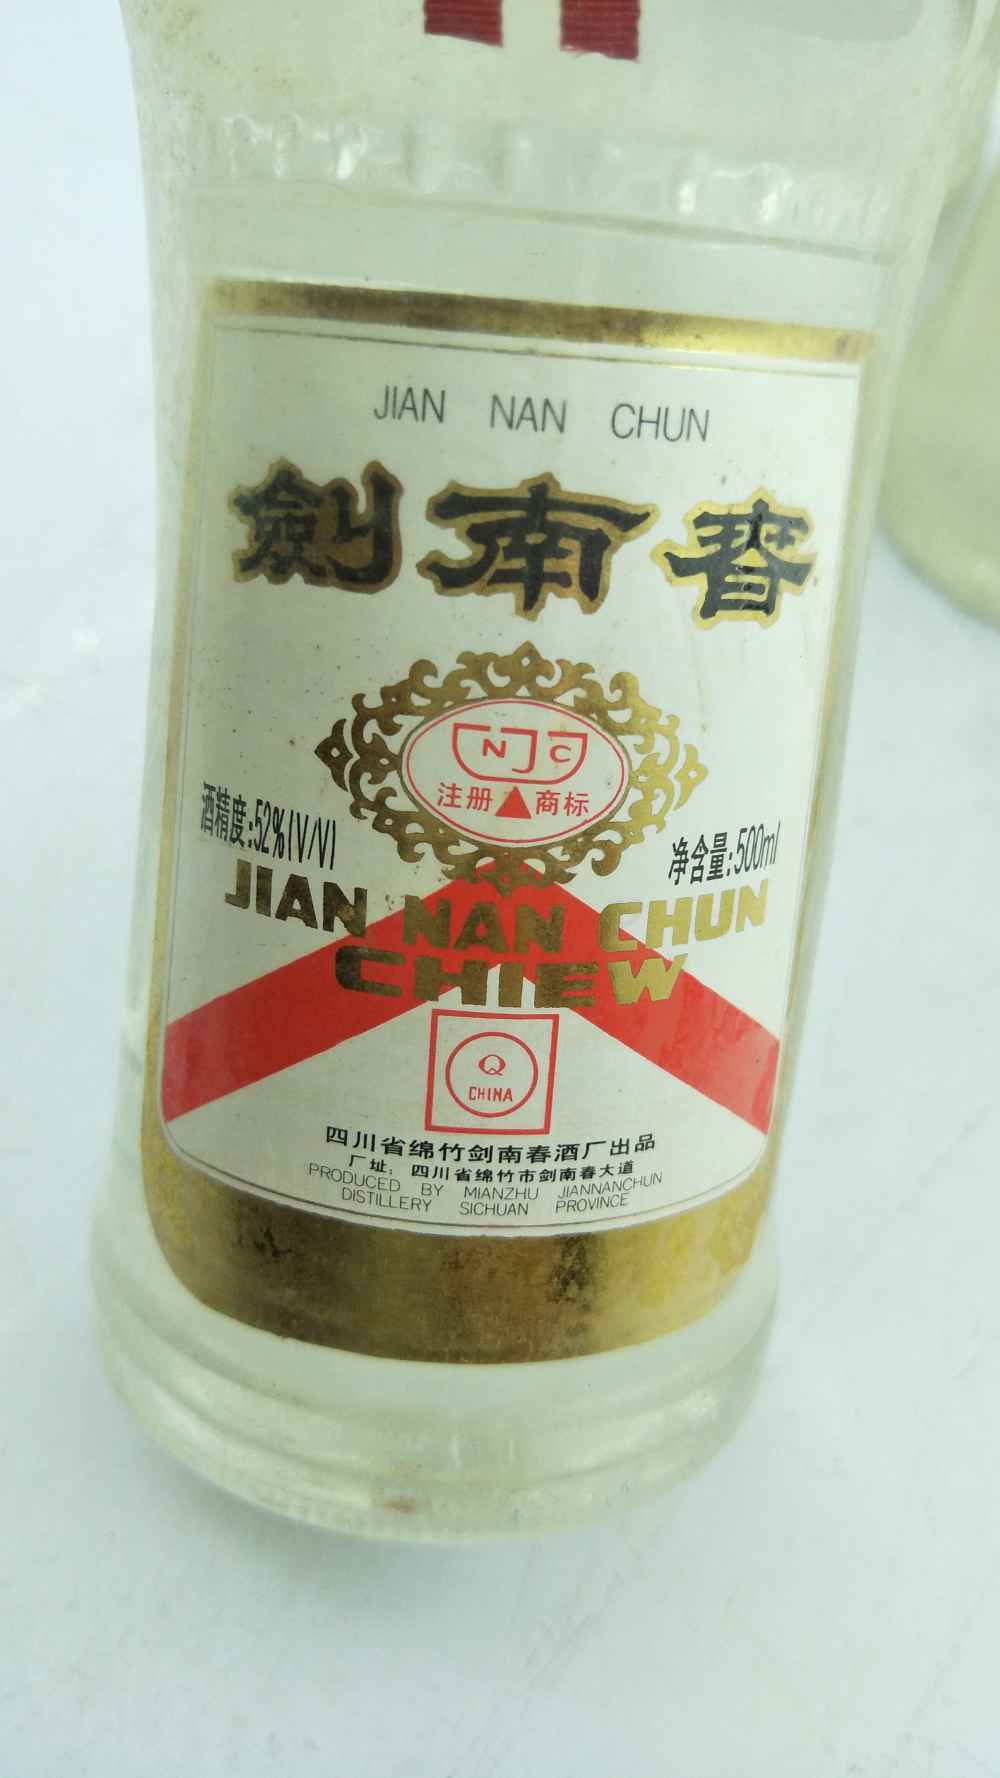 JIAN NAN CHUN
劍南春
NJC
注册商标
酒精度:52%(V/V)
净含量:500ml
JIAN NAN CHUN
CHIEW
Q
CHINA
四川省绵竹剑南春酒厂出品
厂址:四川省绵竹市剑南春大道
PRODUCED BY MIANZHU JIANNANCHUN
DISTILLERY SICHUAN PROVINCE